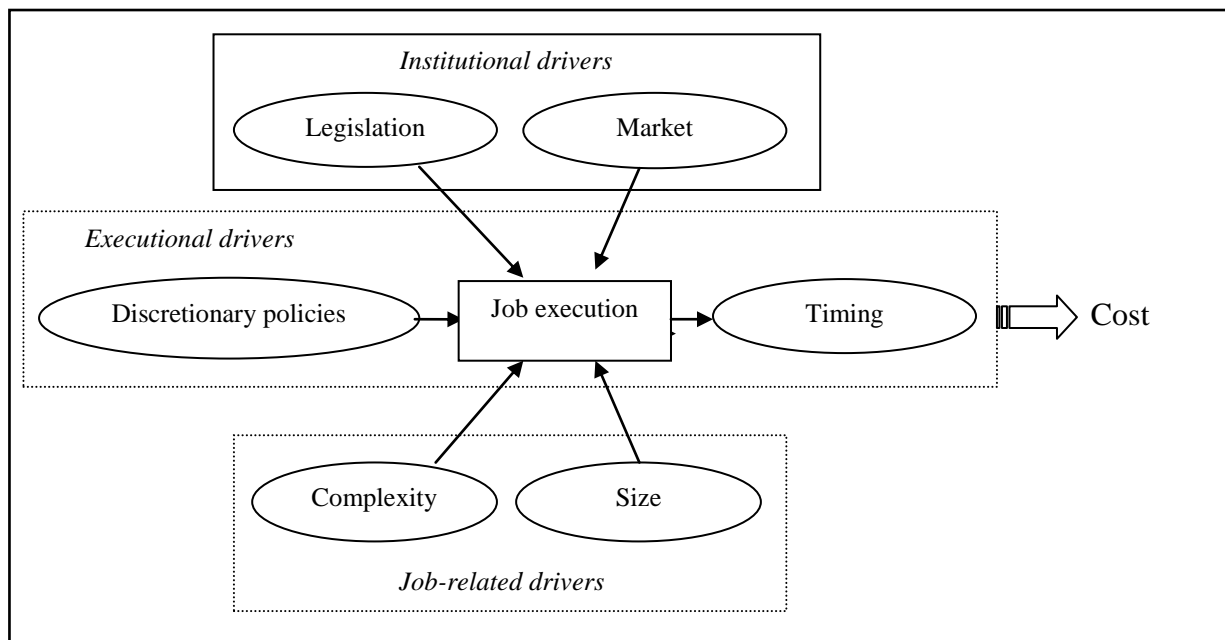 Institutional drivers
Legislation
Market
Executional drivers
Discretionary policies
Job execution
Timing
Cost
Complexity
Size
Job-related drivers